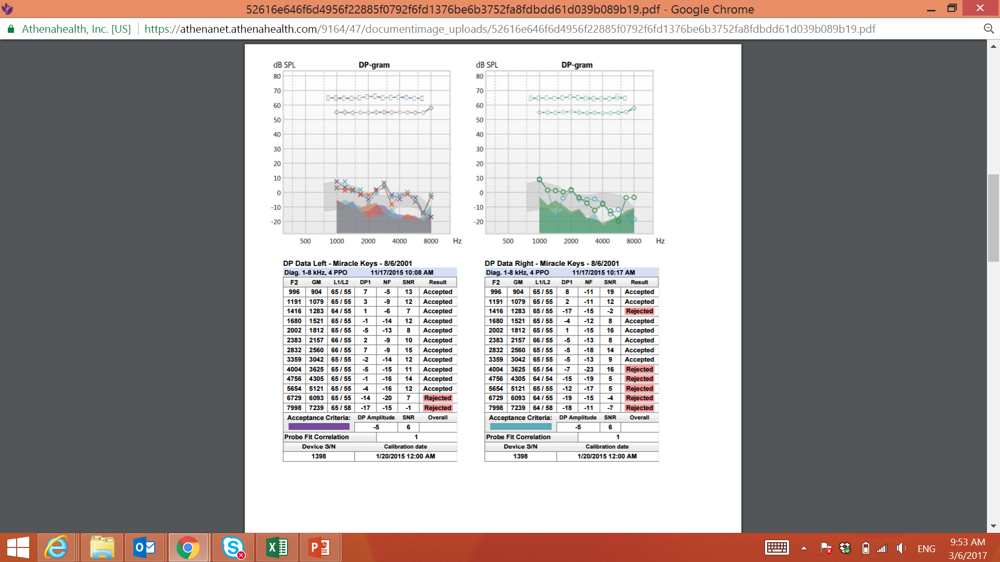 52616e646f6d4956f22885f0792f6fd1376be6b3752fa8fdbdd61d039b089b19.pdf - Google Chrome
Athenahealth, Inc. [US] https://athenanet.athenahealth.com/9164/47/documentimage_uploads/52616e646f6d4956f22885f0792f6fd1376be6b3752fa8fdbdd61d039b089b19.pdf
dB SPL DP-gram
80
70
60
50
40
30
20
10
0
-10
-20
500 1000 2000 4000 8000 Hz
dB SPL DP-gram
80
70
60
50
40
30
20
10
0
-10
-20
500 1000 2000 4000 8000 Hz
DP Data Left - Miracle Keys - 8/6/2001
Diag. 1-8 kHz, 4 PPO 11/17/2015 10:08 AM
F2 GM L1/L2 DP1 NF SNR Result
996 904 65 / 55 7 -5 13 Accepted
1191 1079 65 / 55 3 -9 12 Accepted
1416 1283 64 / 55 1 -6 7 Accepted
1680 1521 65 / 55 -1 -14 12 Accepted
2002 1812 65 / 55 -5 -13 8 Accepted
2383 2157 66 / 55 2 -9 10 Accepted
2832 2560 66 / 55 7 -9 15 Accepted
3359 3042 65 / 55 -2 -14 12 Accepted
4004 3625 65 / 55 -5 -15 11 Accepted
4756 4305 65 / 55 -1 -16 14 Accepted
5654 5121 65 / 55 -4 -16 12 Accepted
6729 6093 65 / 55 -14 -20 7 Rejected
7998 7239 65 / 58 -17 -15 -1 Rejected
Acceptance Criteria: DP Amplitude SNR Overall
-5 6
Probe Fit Correlation 1
Device S/N Calibration date
1398 1/20/2015 12:00 AM
DP Data Right - Miracle Keys - 8/6/2001
Diag. 1-8 kHz, 4 PPO 11/17/2015 10:17 AM
F2 GM L1/L2 DP1 NF SNR Result
996 904 65 / 55 8 -11 19 Accepted
1191 1079 65 / 55 2 -11 12 Accepted
1416 1283 65 / 55 -17 -15 -2 Rejected
1680 1521 65 / 55 -4 -12 8 Accepted
2002 1812 65 / 55 1 -15 16 Accepted
2383 2157 66 / 55 -5 -13 8 Accepted
2832 2560 65 / 55 -5 -18 14 Accepted
3359 3042 65 / 55 -5 -13 9 Accepted
4004 3625 65 / 54 -7 -23 16 Rejected
4756 4305 64 / 54 -15 -19 5 Rejected
5654 5121 65 / 55 -12 -17 5 Rejected
6729 6093 64 / 55 -19 -15 -4 Rejected
7998 7239 64 / 58 -18 -11 -7 Rejected
Acceptance Criteria: DP Amplitude SNR Overall
-5 6
Probe Fit Correlation 1
Device S/N Calibration date
1398 1/20/2015 12:00 AM
ENG
9:53 AM
3/6/2017